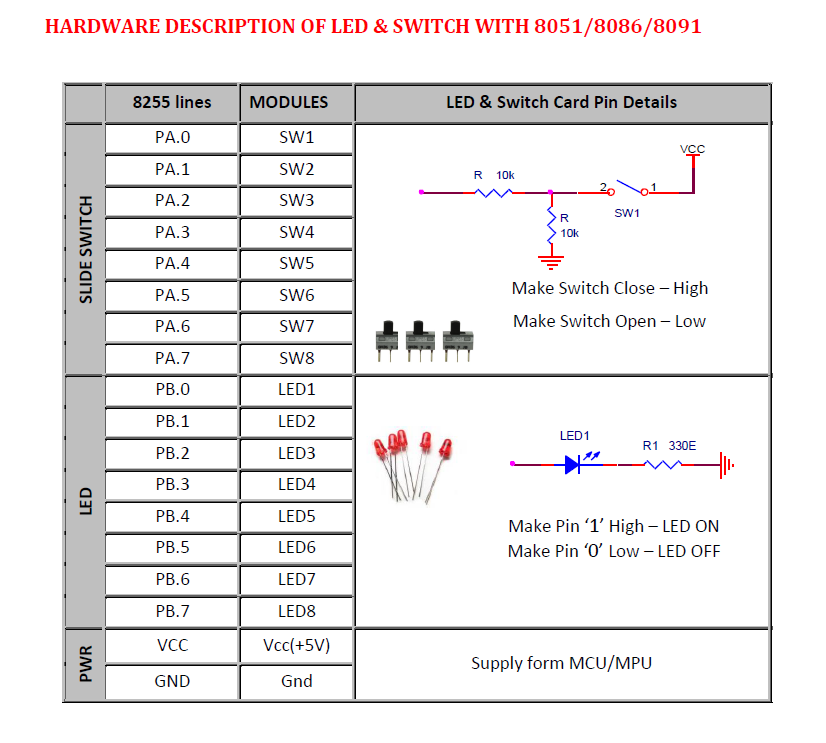 HARDWARE DESCRIPTION OF LED & SWITCH WITH 8051/8086/8091
8255 lines MODULES LED & Switch Card Pin Details
SLIDE SWITCH
PA.0 SW1
PA.1 SW2
PA.2 SW3
PA.3 SW4
PA.4 SW5
PA.5 SW6
PA.6 SW7
PA.7 SW8
VCC
R 10k
2 1
SW1
R
10k
Make Switch Close – High
Make Switch Open – Low
LED
PB.0 LED1
PB.1 LED2
PB.2 LED3
PB.3 LED4
PB.4 LED5
PB.5 LED6
PB.6 LED7
PB.7 LED8
LED1
R1 330E
Make Pin ‘1’ High – LED ON
Make Pin ‘0’ Low – LED OFF
PWR
VCC Vcc(+5V)
GND Gnd
Supply form MCU/MPU